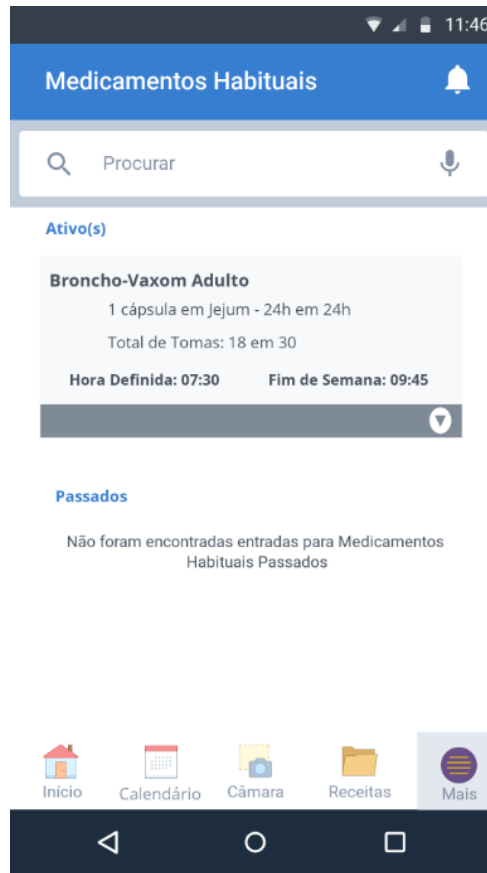 11:46
Medicamentos Habituais
Procurar
Ativo(s)
Broncho-Vaxom Adulto
1 cápsula em Jejum - 24h em 24h
Total de Tomas: 18 em 30
Hora Definida: 07:30 Fim de Semana: 09:45
Passados
Não foram encontradas entradas para Medicamentos
Habituais Passados
Início Calendário Câmara Receitas Mais